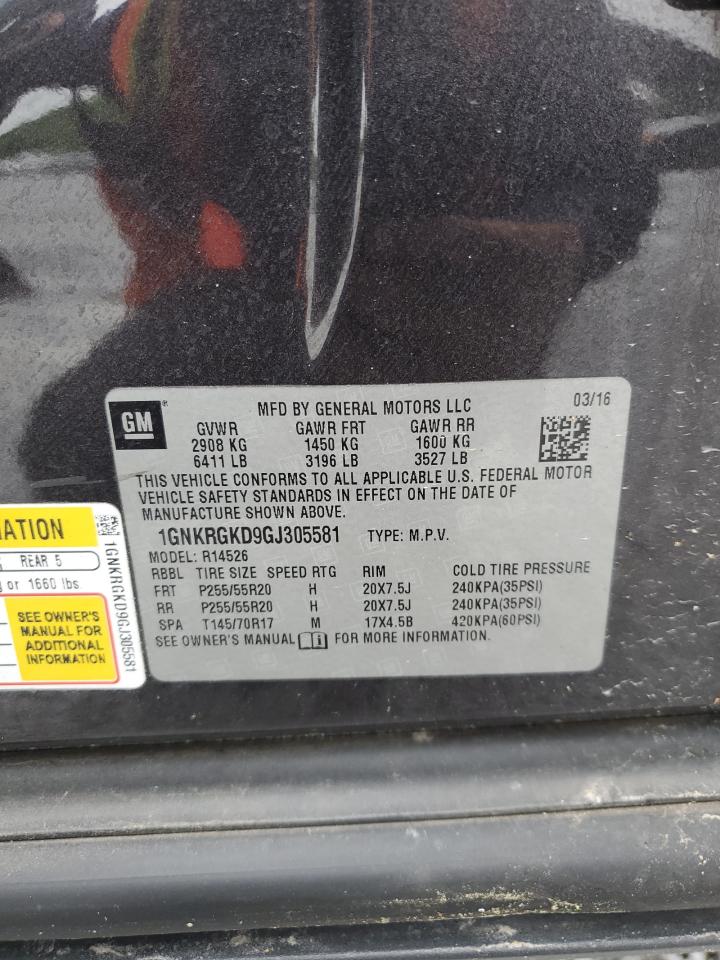 GM
®
MFD BY GENERAL MOTORS LLC 03/16
GVWR GAWR FRT GAWR RR
2908 KG 1450 KG 1600 KG
6411 LB 3196 LB 3527 LB
THIS VEHICLE CONFORMS TO ALL APPLICABLE U.S. FEDERAL MOTOR
VEHICLE SAFETY STANDARDS IN EFFECT ON THE DATE OF
MANUFACTURE SHOWN ABOVE.
1GNKRGKD9GJ305581 TYPE: M.P.V.
MODEL: R14526
RBBL TIRE SIZE SPEED RTG RIM COLD TIRE PRESSURE
FRT P255/55R20 H 20X7.5J 240KPA(35PSI)
RR P255/55R20 H 20X7.5J 240KPA(35PSI)
SPA T145/70R17 M 17X4.5B 420KPA(60PSI)
SEE OWNER'S MANUAL FOR MORE INFORMATION.
REAR 5
or 1660 lbs
SEE OWNER'S
MANUAL FOR
ADDITIONAL
INFORMATION
1GNKRGKD9GJ305581